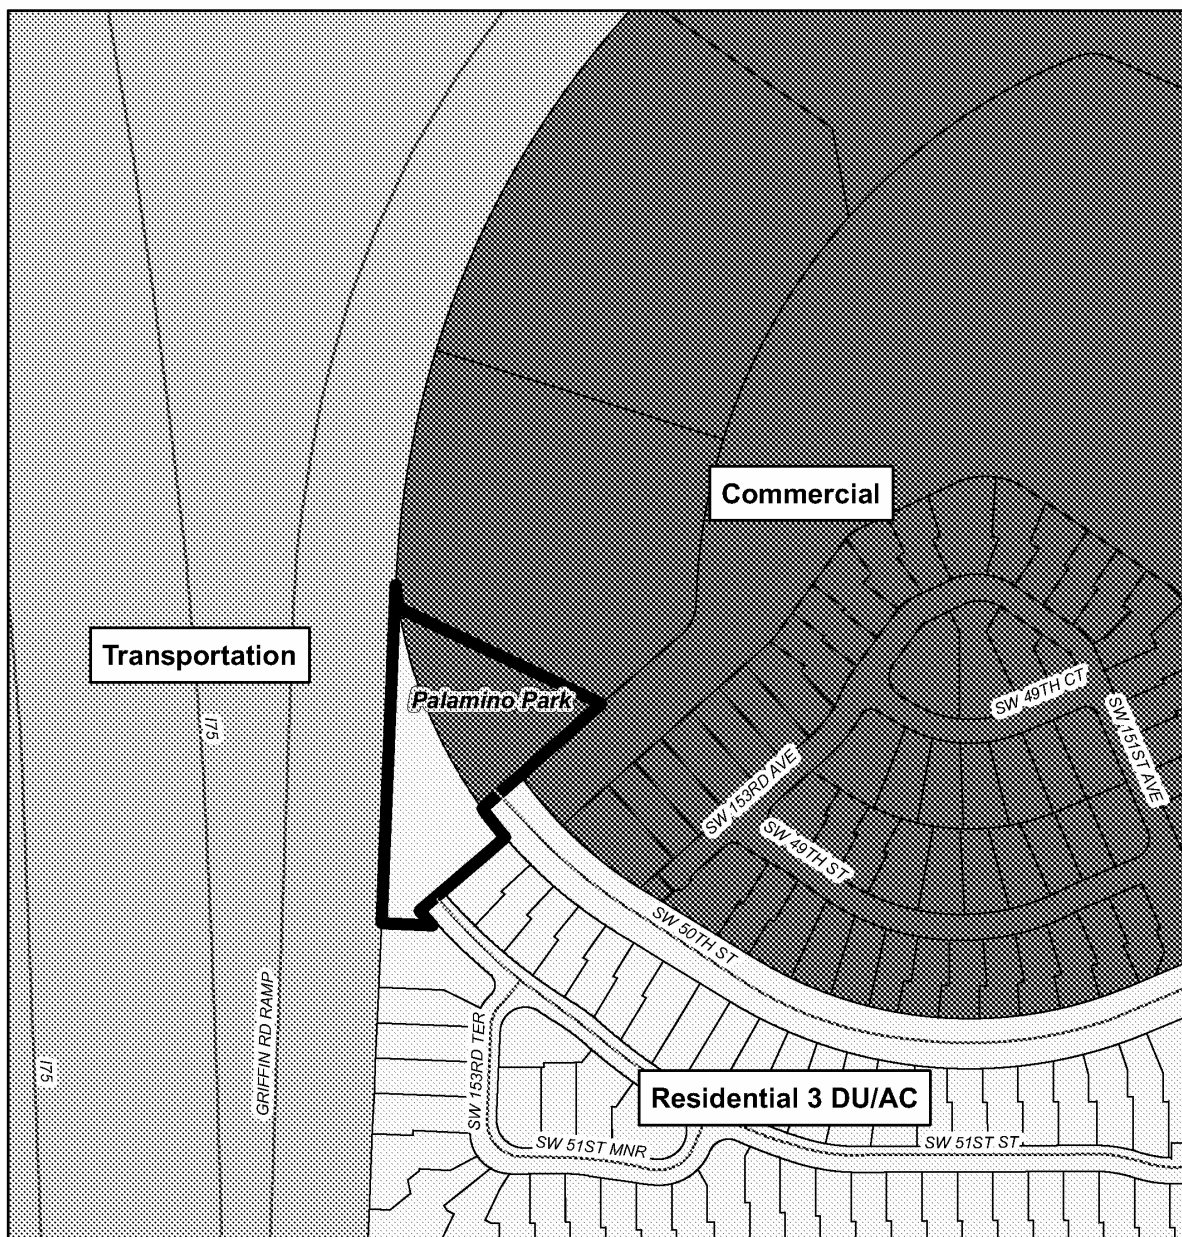 Commercial
Transportation
Palamino Park
SW 49TH CT
I75
SW 151ST AVE
SW 153RD AVE
SW 49TH ST
SW 50TH ST
GRIFFIN RD RAMP
SW 153RD TER
I75
Residential 3 DU/AC
SW 51ST MNR
SW 51ST ST